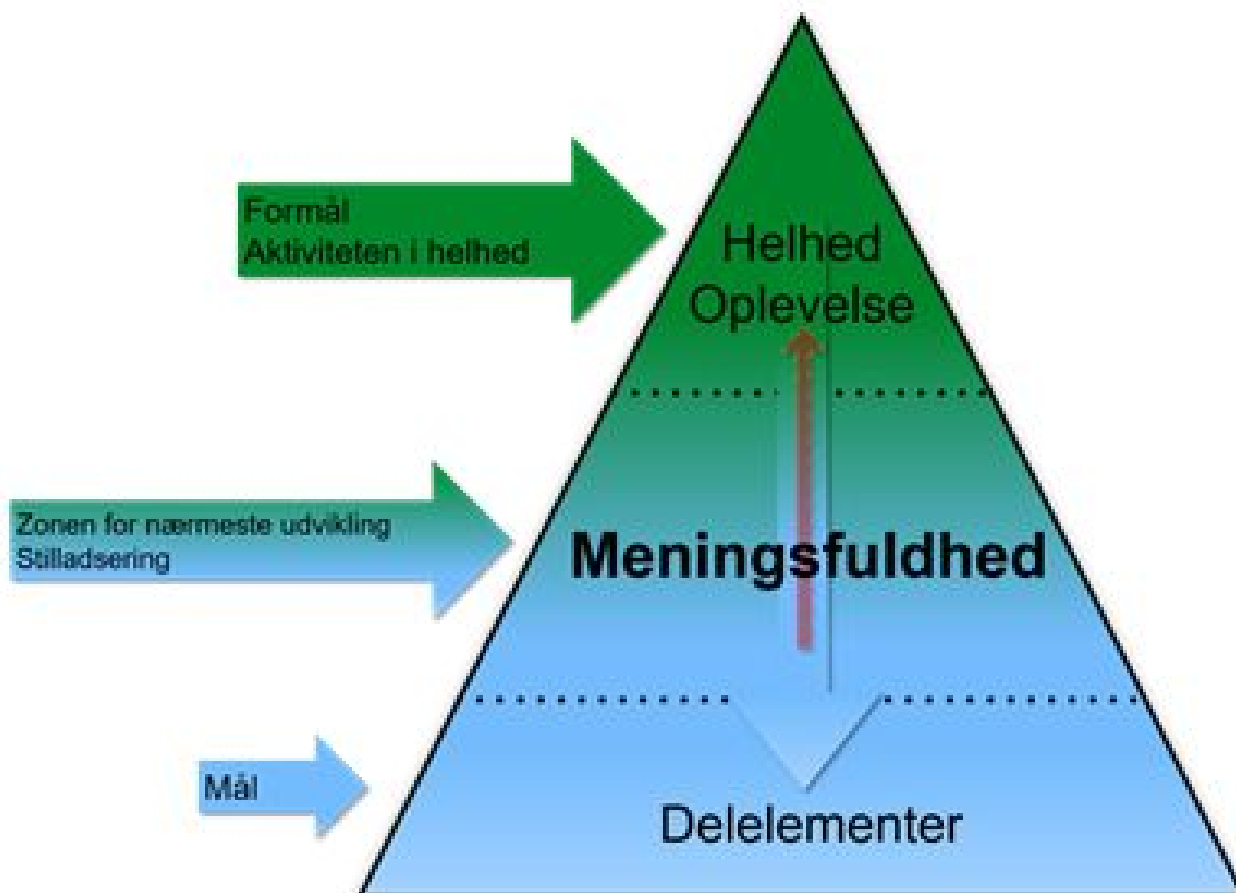 Formål
Aktiviteten i helhed
Helhed
Oplevelse
Zonen for nærmeste udvikling
Stilladsering
Meningsfuldhed
Mål
Delelementer